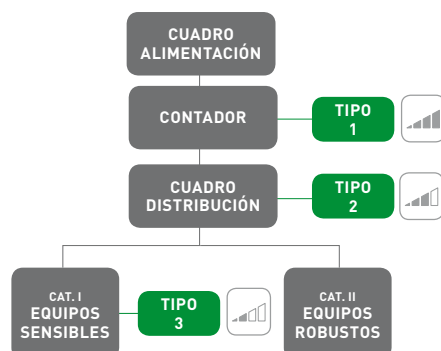 CUADRO
ALIMENTACIÓN
CONTADOR
TIPO
1
CUADRO
DISTRIBUCIÓN
TIPO
2
CAT. I
EQUIPOS
SENSIBLES
TIPO
3
CAT. II
EQUIPOS
ROBUSTOS